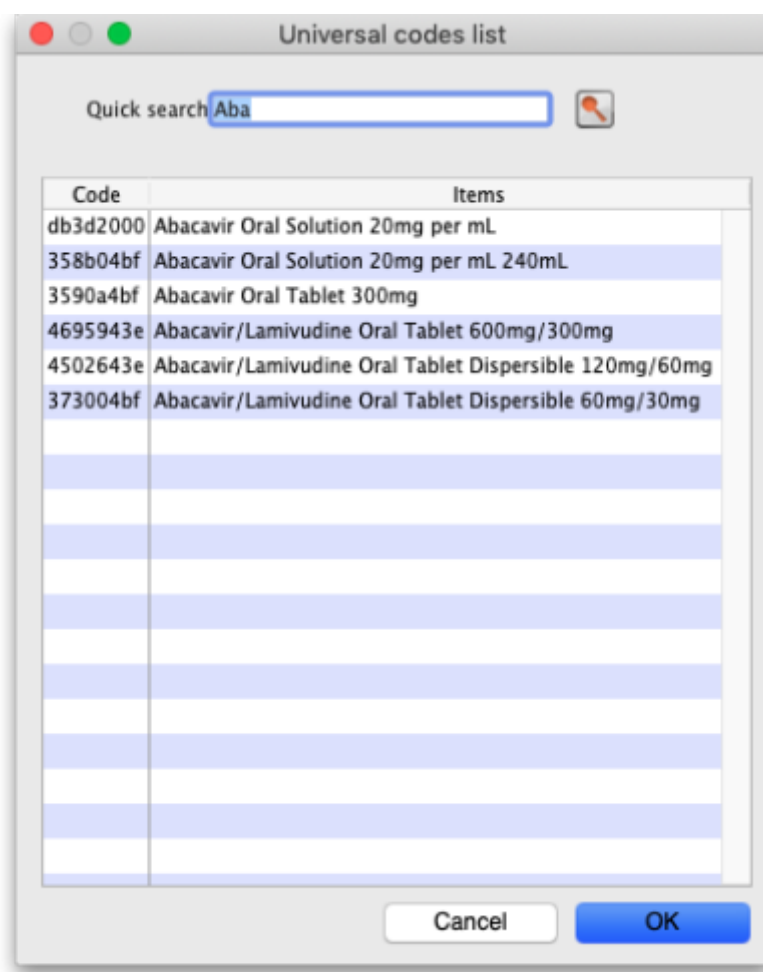 Universal codes list
Quick search Aba
Code Items
db3d2000 Abacavir Oral Solution 20mg per mL
358b04bf Abacavir Oral Solution 20mg per mL 240mL
3590a4bf Abacavir Oral Tablet 300mg
4695943e Abacavir/Lamivudine Oral Tablet 600mg/300mg
4502643e Abacavir/Lamivudine Oral Tablet Dispersible 120mg/60mg
373004bf Abacavir/Lamivudine Oral Tablet Dispersible 60mg/30mg
Cancel OK